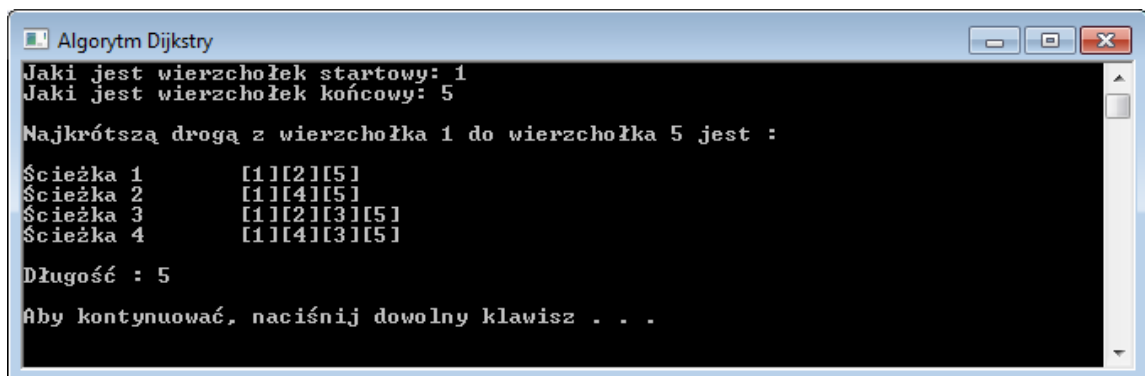 Algorytm Dijkstry
Jaki jest wierzchołek startowy: 1
Jaki jest wierzchołek końcowy: 5
Najkrótszą drogą z wierzchołka 1 do wierzchołka 5 jest :
Ścieżka 1 [1][2][5]
Ścieżka 2 [1][4][5]
Ścieżka 3 [1][2][3][5]
Ścieżka 4 [1][4][3][5]
Długość : 5
Aby kontynuować, naciśnij dowolny klawisz . . .